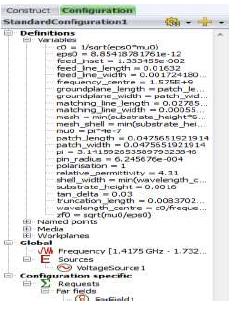 Construct Configuration
StandardConfiguration1
Definitions
Variables
c0 = 1/sqrt(eps0*mu0)
eps0 = 8.85418781761e-12
feed_inset = 1.333455e-002
feed_line_length = 0.01632
feed_line_width = 0.001724180...
frequency_centre = 1.575E+9
groundplane_length = patch_le...
groundplane_width = patch_wid...
matching_line_length = 0.02785...
matching_line_width = 0.00055...
mesh = min(substrate_height*6...
mesh_shell = min(substrate_hei...
mu0 = pi*4e-7
patch_length = 0.0475651921914
patch_width = 0.0475651921914
pi = 3.14159265358979323846
pin_radius = 6.245676e-004
polarisation = 1
relative_permittivity = 4.31
shell_width = min(wavelength_c...
substrate_height = 0.0016
tan_delta = 0.03
truncation_length = 0.0083702...
wavelength_centre = c0/freque...
zf0 = sqrt(mu0/eps0)
Named points
Media
Workplanes
Global
Frequency [1.4175 GHz - 1.732...
Sources
VoltageSource1
Configuration specific
Requests
Far fields
FarField1